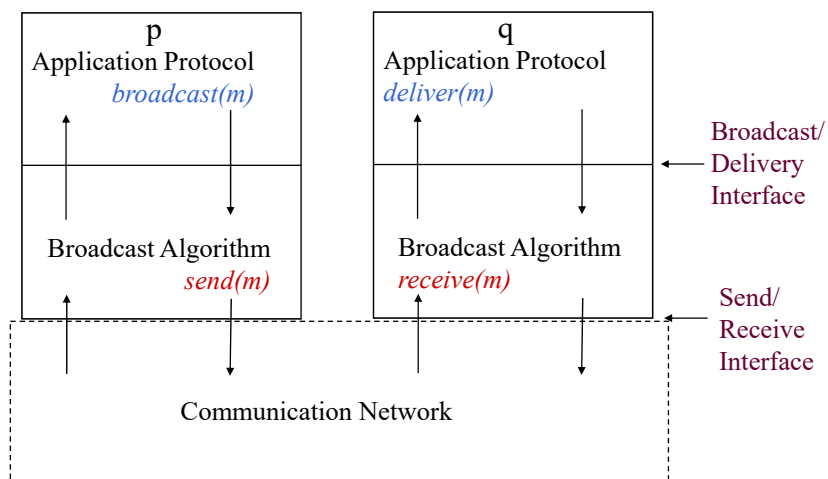 p
Application Protocol
broadcast(m)
Broadcast Algorithm
send(m)
q
Application Protocol
deliver(m)
Broadcast Algorithm
receive(m)
Broadcast/
Delivery
Interface
Send/
Receive
Interface
Communication Network